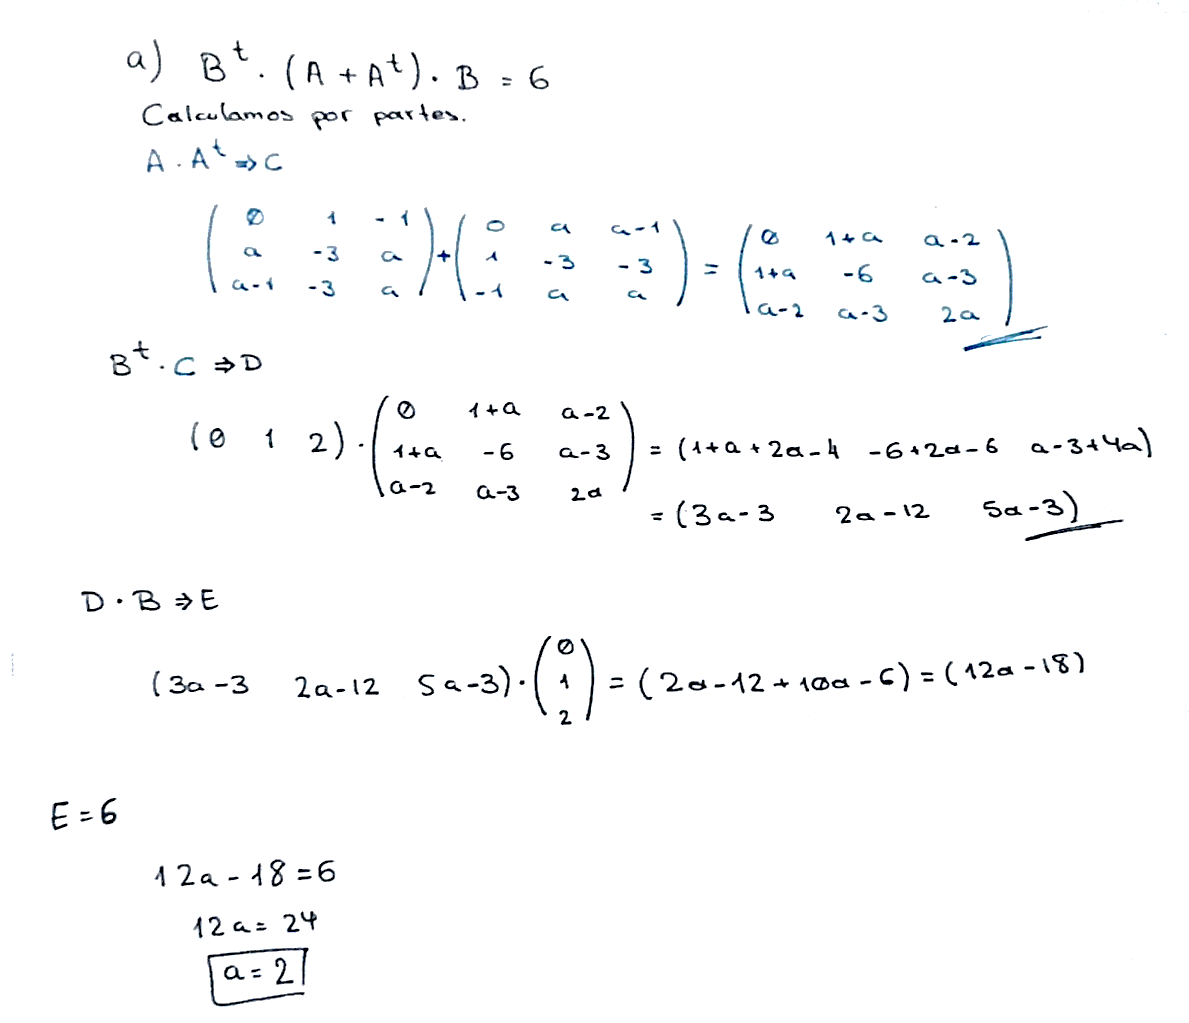 a) B^t · (A + A^t) · B = 6
Calculamos por partes.
A . A^t ⇒ C
( 0 1 -1 ; a -3 a ; a-1 -3 a ) + ( 0 a a-1 ; 1 -3 -3 ; -1 a a ) = ( 0 1+a a-2 ; 1+a -6 a-3 ; a-2 a-3 2a )
B^t . C ⇒ D
(0 1 2) · ( 0 1+a a-2 ; 1+a -6 a-3 ; a-2 a-3 2a ) = (1+a+2a-4 -6+2a-6 a-3+4a)
= (3a-3 2a-12 5a-3)
D · B ⇒ E
(3a-3 2a-12 5a-3) · ( 0 ; 1 ; 2 ) = (2a-12+10a-6) = (12a-18)
E = 6
12a - 18 = 6
12a = 24
a = 2